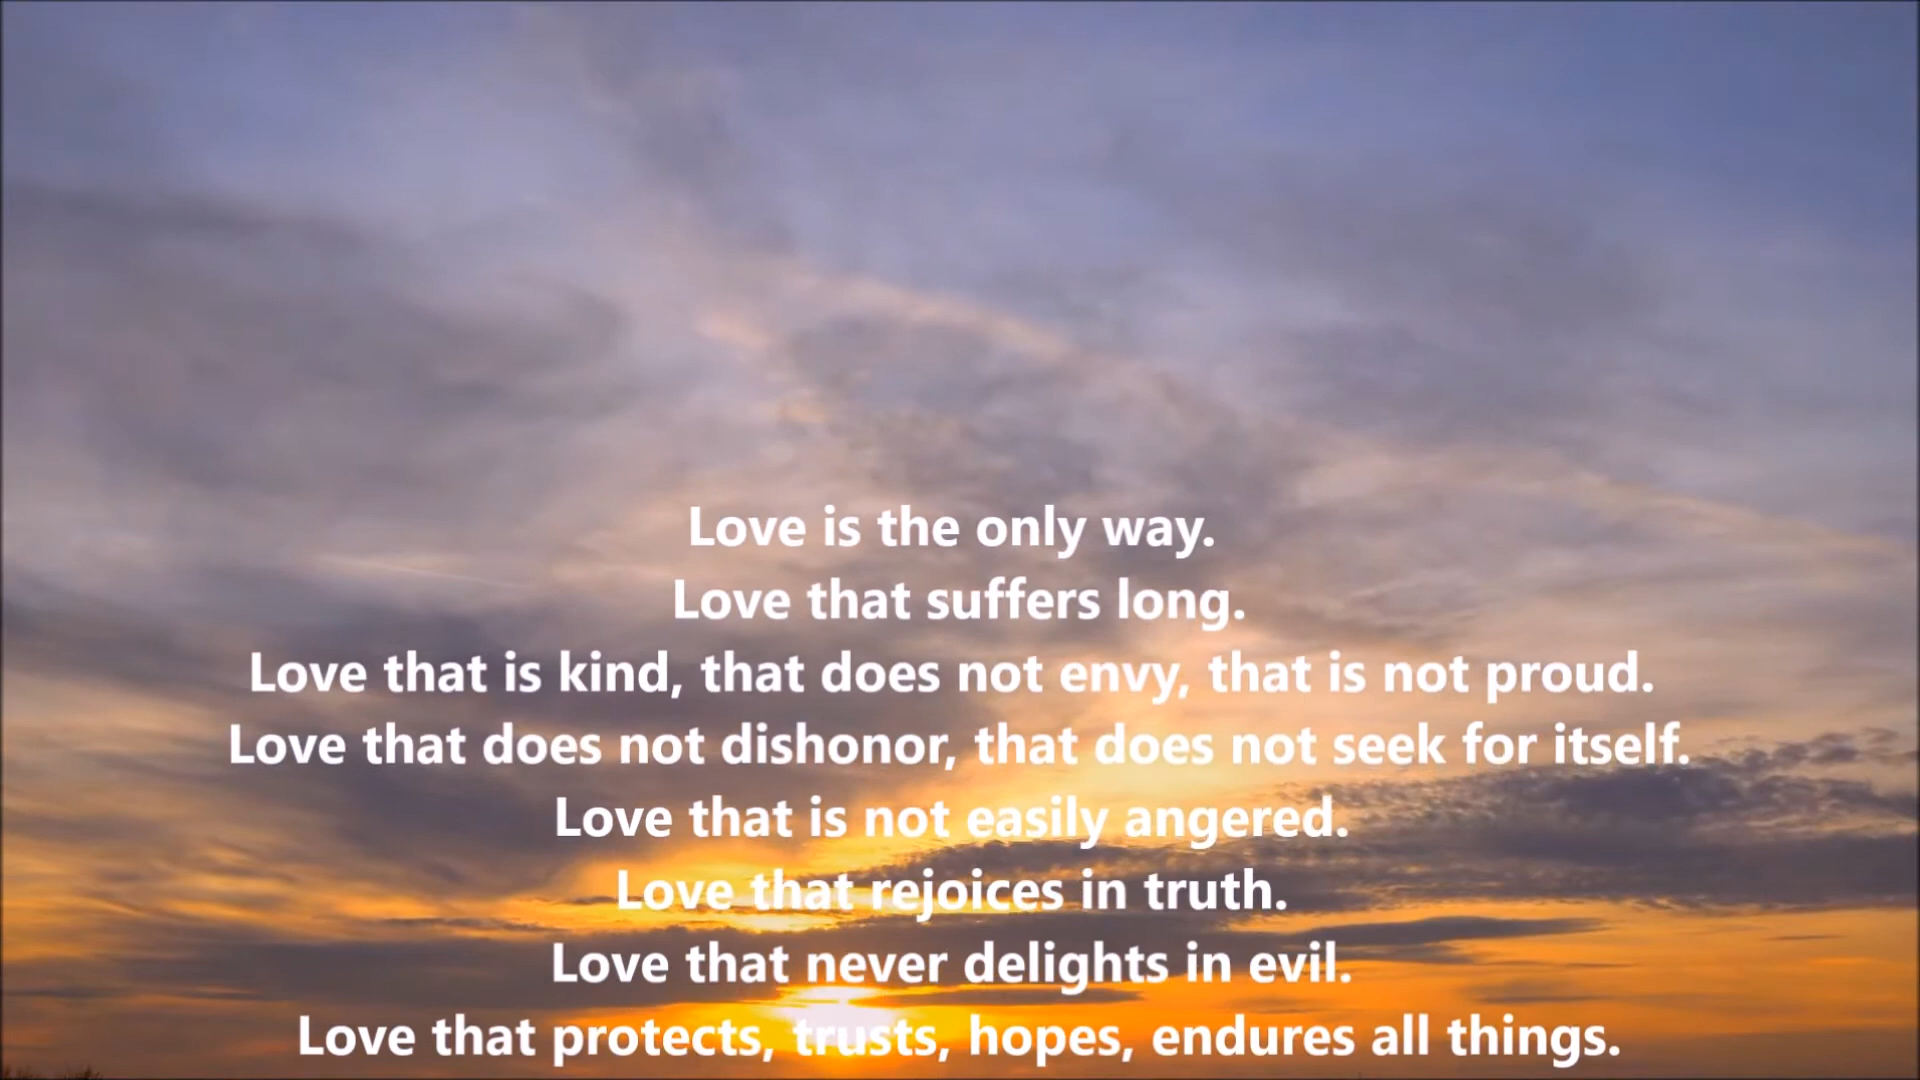 Love is the only way.
Love that suffers long.
Love that is kind, that does not envy, that is not proud.
Love that does not dishonor, that does not seek for itself.
Love that is not easily angered.
Love that rejoices in truth.
Love that never delights in evil.
Love that protects, trusts, hopes, endures all things.